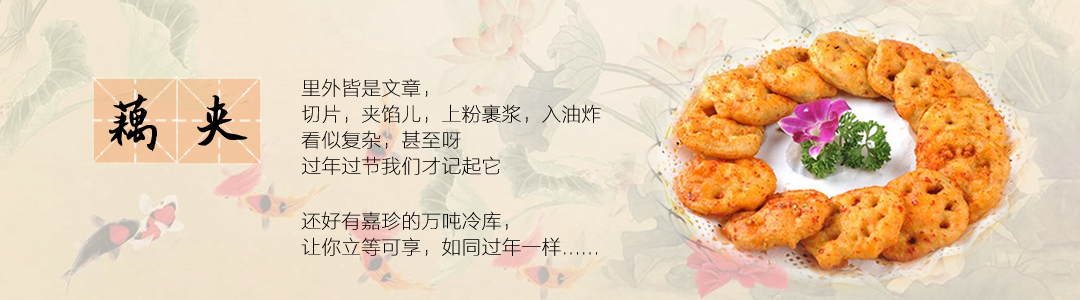 藕夹
里外皆是文章，
切片，夹馅儿，上粉裹浆，入油炸
看似复杂，甚至呀
过年过节我们才记起它
还好有嘉珍的万吨冷库，
让你立等可享，如同过年一样……